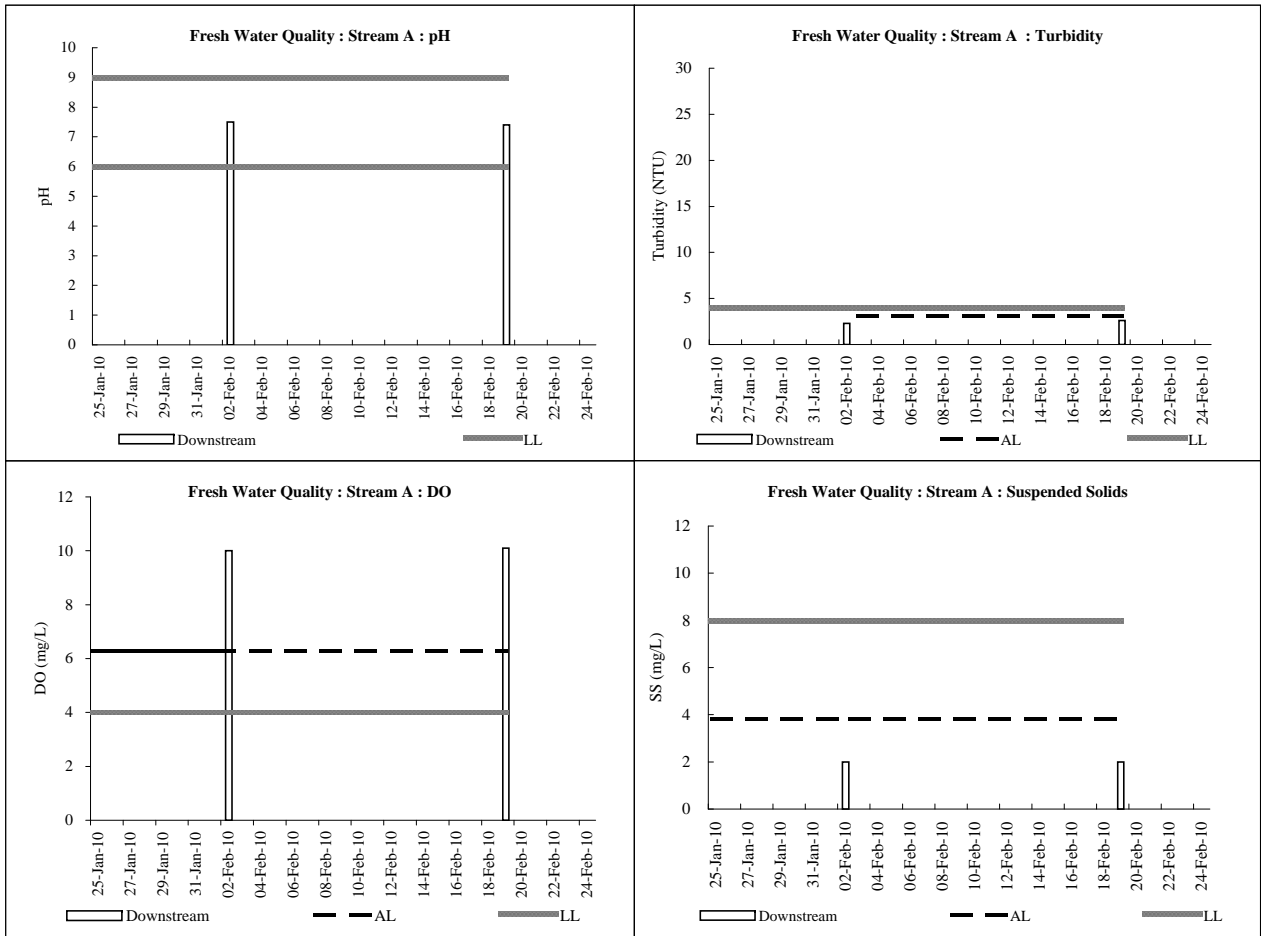 Fresh Water Quality : Stream A : pH
10
9
8
7
6
5
4
3
2
1
0
pH
25-Jan-10
27-Jan-10
29-Jan-10
31-Jan-10
02-Feb-10
04-Feb-10
06-Feb-10
08-Feb-10
10-Feb-10
12-Feb-10
14-Feb-10
16-Feb-10
18-Feb-10
20-Feb-10
22-Feb-10
24-Feb-10
Downstream
LL
Fresh Water Quality : Stream A : Turbidity
30
25
20
15
10
5
0
Turbidity (NTU)
25-Jan-10
27-Jan-10
29-Jan-10
31-Jan-10
02-Feb-10
04-Feb-10
06-Feb-10
08-Feb-10
10-Feb-10
12-Feb-10
14-Feb-10
16-Feb-10
18-Feb-10
20-Feb-10
22-Feb-10
24-Feb-10
Downstream
AL
LL
Fresh Water Quality : Stream A : DO
12
10
8
6
4
2
0
DO (mg/L)
25-Jan-10
27-Jan-10
29-Jan-10
31-Jan-10
02-Feb-10
04-Feb-10
06-Feb-10
08-Feb-10
10-Feb-10
12-Feb-10
14-Feb-10
16-Feb-10
18-Feb-10
20-Feb-10
22-Feb-10
24-Feb-10
Downstream
AL
LL
Fresh Water Quality : Stream A : Suspended Solids
12
10
8
6
4
2
0
SS (mg/L)
25-Jan-10
27-Jan-10
29-Jan-10
31-Jan-10
02-Feb-10
04-Feb-10
06-Feb-10
08-Feb-10
10-Feb-10
12-Feb-10
14-Feb-10
16-Feb-10
18-Feb-10
20-Feb-10
22-Feb-10
24-Feb-10
Downstream
AL
LL